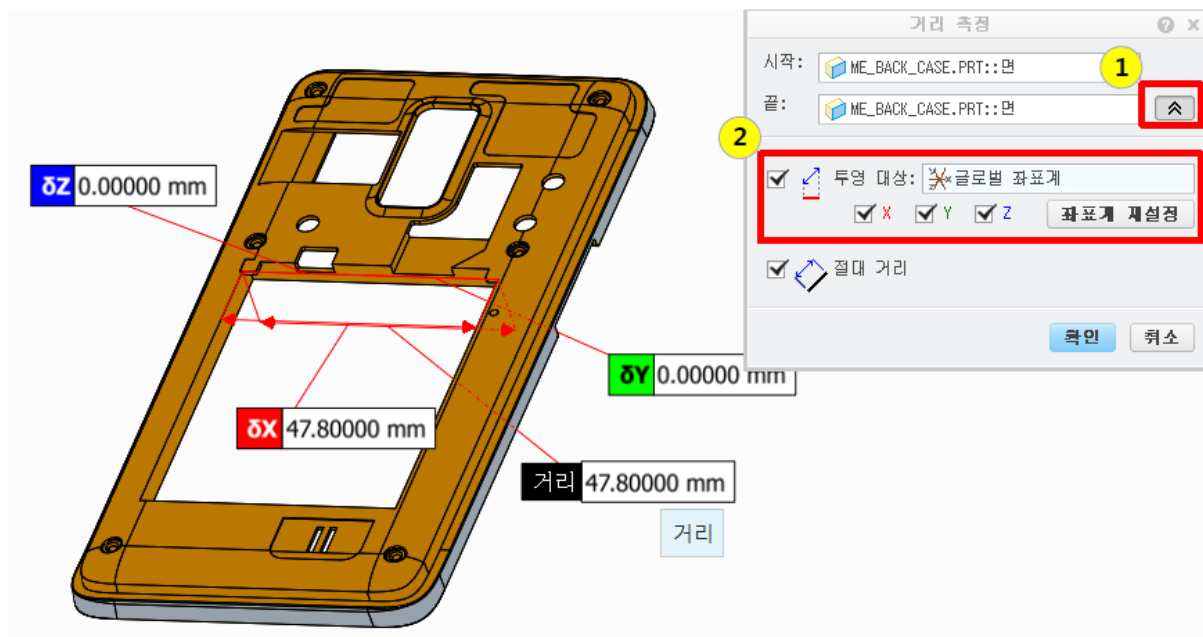 거리 측정
시작: ME_BACK_CASE.PRT::면
1
끝: ME_BACK_CASE.PRT::면
2
δZ 0.00000 mm
투영 대상: 글로벌 좌표계
X Y Z 좌표계 재설정
절대 거리
확인 취소
δY 0.00000 mm
δX 47.80000 mm
거리 47.80000 mm
거리